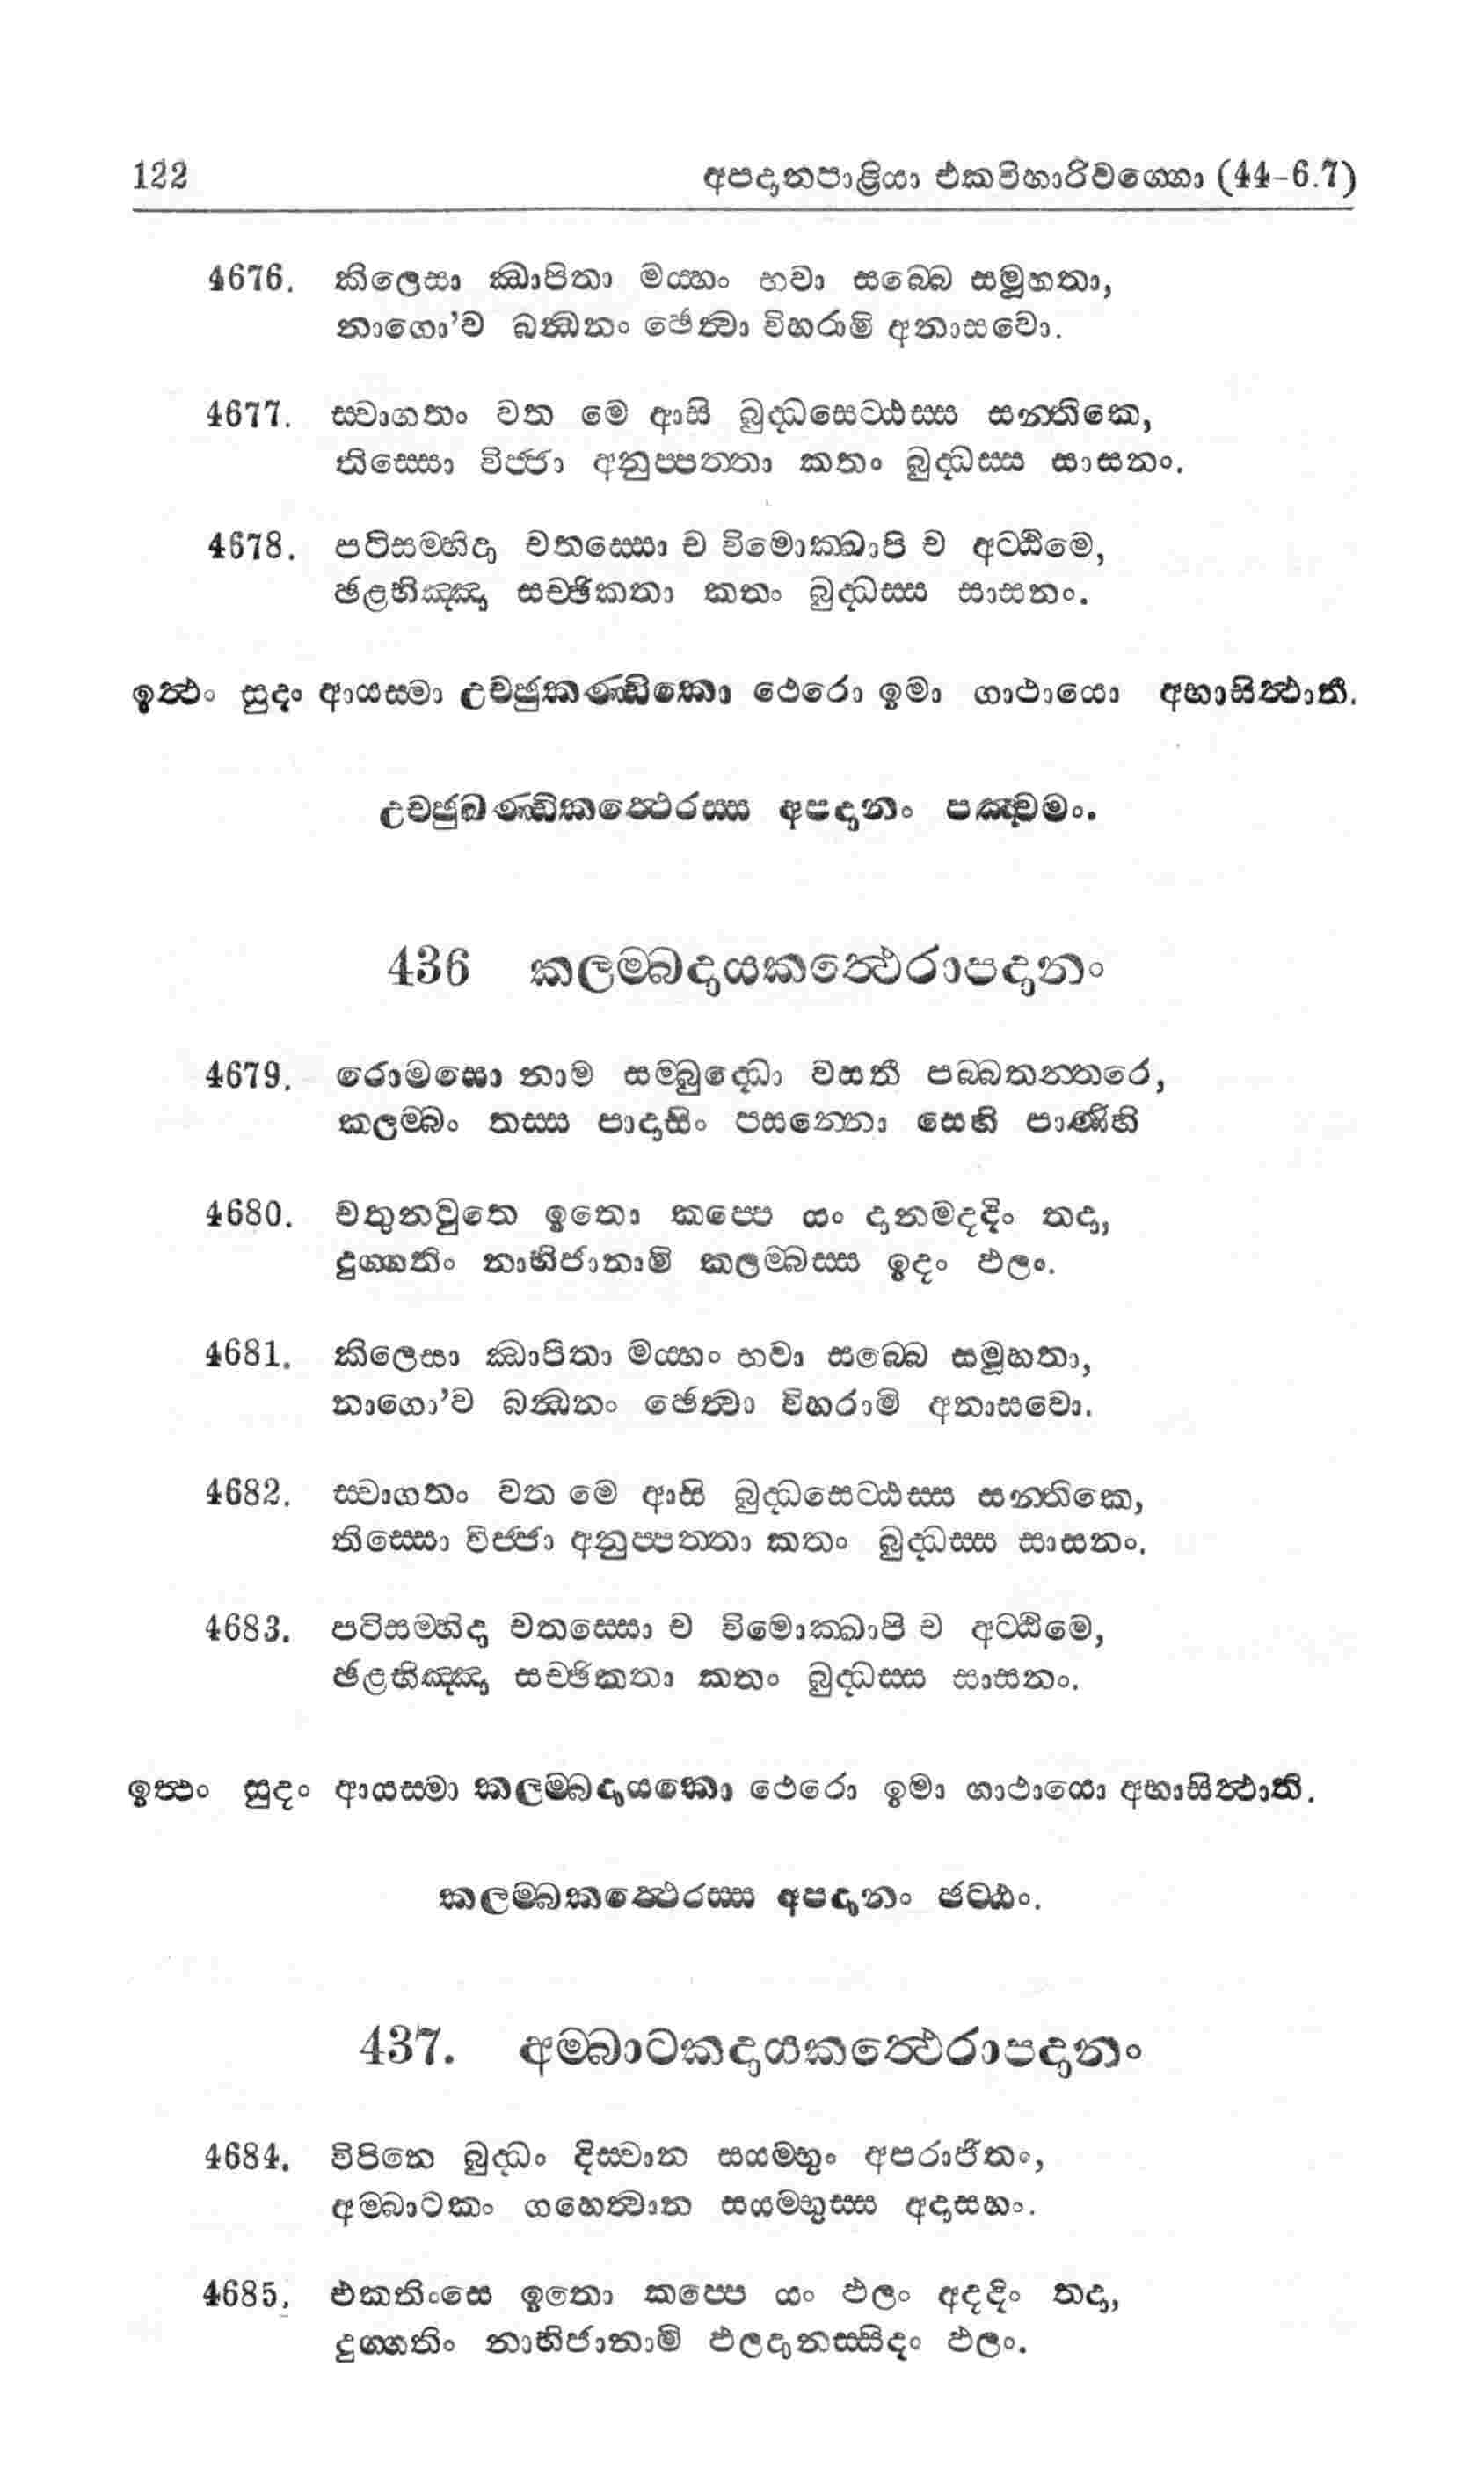 122 අපදානපාළියා එකවිහාරිවග්ගො (44-6.7)
4676. කිලෙසා ඣාපිතා මය්හං භවා සබ්බෙ සමූහතා,
නාගො'ව බන්ධනං ඡෙත්වා විහරාමි අනාසවො.
4677. ස්වාගතං වත මෙ ආසි බුද්ධසෙට්ඨස්ස සන්තිකෙ,
තිස්සො විජ්ජා අනුප්පත්තා කතං බුද්ධස්ස සාසනං.
4678. පටිසම්භිදා චතස්සො ච විමොක්ඛාපි ච අට්ඨිමෙ,
ඡළභිඤ්ඤා සච්ඡිකතා කතං බුද්ධස්ස සාසනං.
ඉත්ථං සුදං ආයස්මා උච්ඡුකණ්ඩිකො ථෙරො ඉමා ගාථායො අභාසිත්ථාති.
උච්ඡුඛණ්ඩිකත්ථෙරස්ස අපදානං පඤ්චමං.
436 කලම්බදායකත්ථෙරාපදානං
4679. රොමසො නාම සම්බුද්ධො වසතී පබ්බතන්තරෙ,
කලම්බං තස්ස පාදාසිං පසන්නො සෙහි පාණිහි
4680. චතුනවුතෙ ඉතො කප්පෙ යං දානමදදිං තදා,
දුග්ගතිං නාභිජානාමි කලම්බස්ස ඉදං ඵලං.
4681. කිලෙසා ඣාපිතා මය්හං භවා සබ්බෙ සමූහතා,
නාගො'ව බන්ධනං ඡෙත්වා විහරාමි අනාසවො.
4682. ස්වාගතං වත මෙ ආසි බුද්ධසෙට්ඨස්ස සන්තිකෙ,
තිස්සො විජ්ජා අනුප්පත්තා කතං බුද්ධස්ස සාසනං.
4683. පටිසම්භිදා චතස්සො ච විමොක්ඛාපි ච අට්ඨිමෙ,
ඡළභිඤ්ඤා සච්ඡිකතා කතං බුද්ධස්ස සාසනං.
ඉත්ථං සුදං ආයස්මා කලම්බදායකො ථෙරො ඉමා ගාථායො අභාසිත්ථාති.
කලම්බකත්ථෙරස්ස අපදානං ඡට්ඨං.
437. අම්බාටකදායකත්ථෙරාපදානං
4684. විපිනෙ බුද්ධං දිස්වාන සයම්භුං අපරාජිතං,
අම්බාටකං ගහෙත්වාන සයම්භුස්ස අදාසහං.
4685. එකතිංසෙ ඉතො කප්පෙ යං ඵලං අදදිං තදා,
දුග්ගතිං නාභිජානාමි ඵලදානස්සිදං ඵලං.